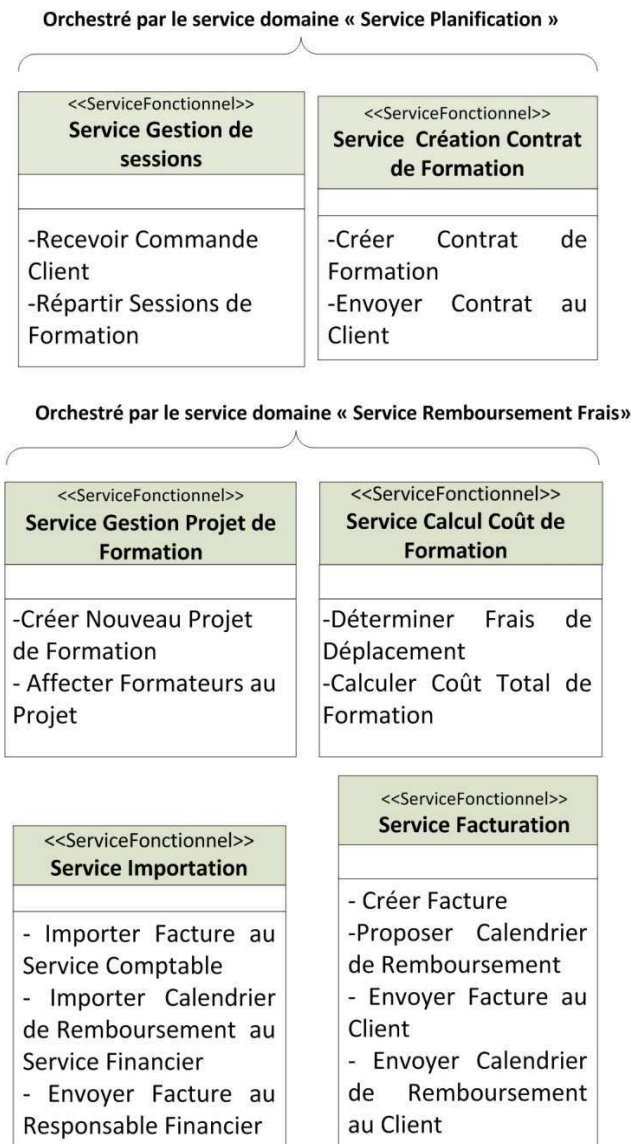 Orchestré par le service domaine « Service Planification »
<<ServiceFonctionnel>>
Service Gestion de
sessions
-Recevoir Commande
Client
-Répartir Sessions de
Formation
<<ServiceFonctionnel>>
Service Création Contrat
de Formation
-Créer Contrat de
Formation
-Envoyer Contrat au
Client
Orchestré par le service domaine « Service Remboursement Frais»
<<ServiceFonctionnel>>
Service Gestion Projet de
Formation
-Créer Nouveau Projet
de Formation
- Affecter Formateurs au
Projet
<<ServiceFonctionnel>>
Service Calcul Coût de
Formation
-Déterminer Frais de
Déplacement
-Calculer Coût Total de
Formation
<<ServiceFonctionnel>>
Service Importation
- Importer Facture au
Service Comptable
- Importer Calendrier
de Remboursement au
Service Financier
- Envoyer Facture au
Responsable Financier
<<ServiceFonctionnel>>
Service Facturation
- Créer Facture
-Proposer Calendrier
de Remboursement
- Envoyer Facture au
Client
- Envoyer Calendrier
de Remboursement
au Client